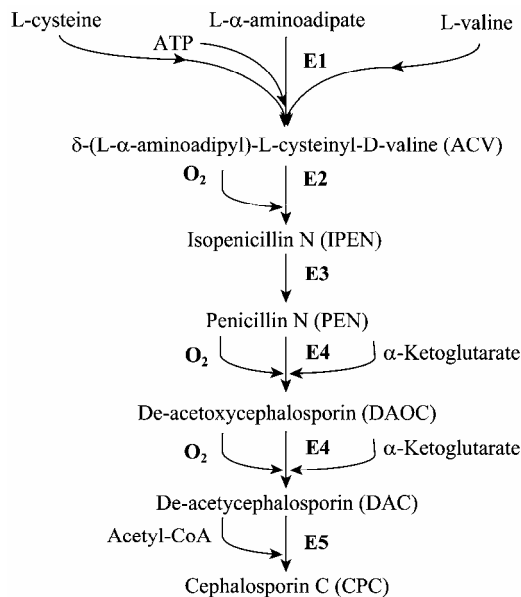 L-cysteine L-α-aminoadipate L-valine
ATP E1
δ-(L-α-aminoadipyl)-L-cysteinyl-D-valine (ACV)
O₂ E2
Isopenicillin N (IPEN)
E3
Penicillin N (PEN)
O₂ E4 α-Ketoglutarate
De-acetoxycephalosporin (DAOC)
O₂ E4 α-Ketoglutarate
De-acetycephalosporin (DAC)
Acetyl-CoA E5
Cephalosporin C (CPC)